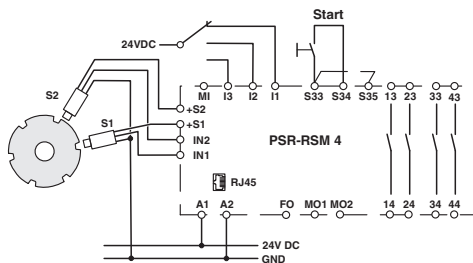 Start
24VDC
S2
MI I3 I2 I1 S33 S34 S35 13 23 33 43
+S2
S1
+S1
PSR-RSM 4
IN2
IN1
RJ45
A1 A2 FO MO1 MO2 14 24 34 44
24V DC
GND